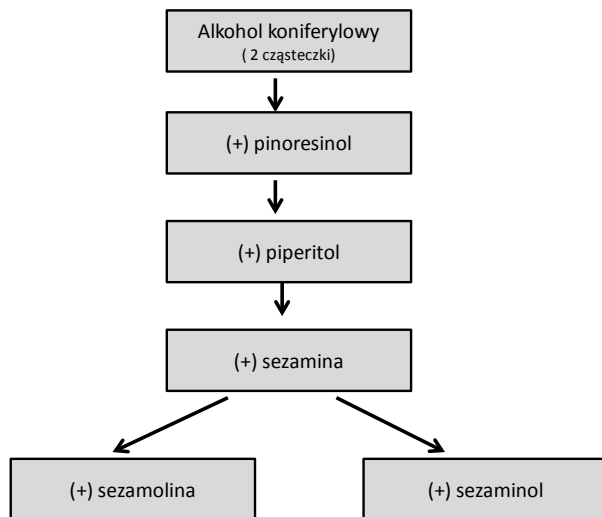 Alkohol koniferylowy
( 2 cząsteczki)
(+) pinoresinol
(+) piperitol
(+) sezamina
(+) sezamolina
(+) sezaminol